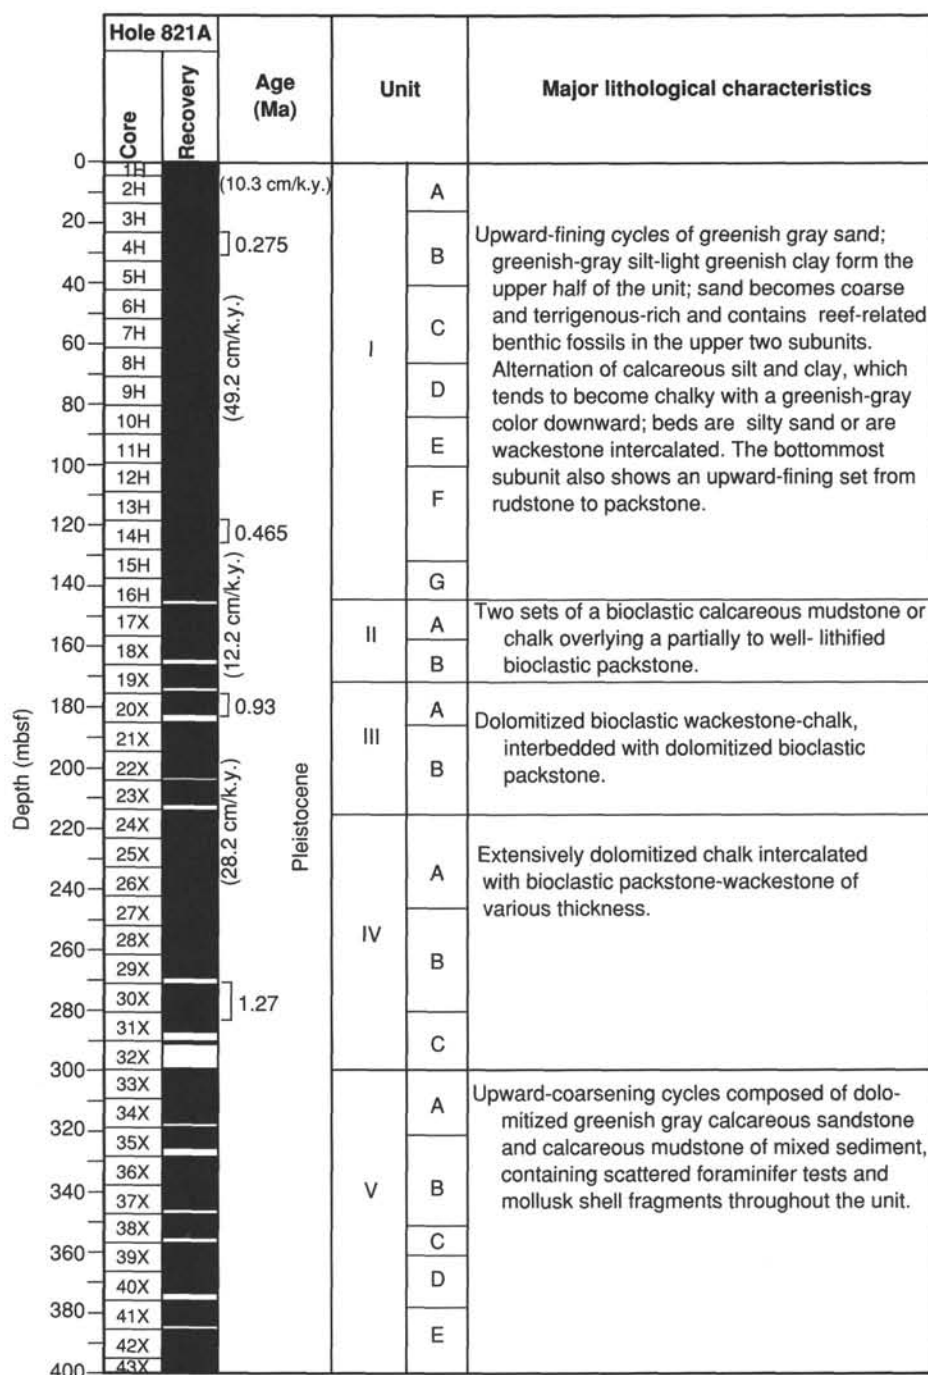 Hole 821A
Core
Recovery
Age
(Ma)
Unit
Major lithological characteristics
Depth (mbsf)
0
20
40
60
80
100
120
140
160
180
200
220
240
260
280
300
320
340
360
380
400
1H
2H
3H
4H
5H
6H
7H
8H
9H
10H
11H
12H
13H
14H
15H
16H
17X
18X
19X
20X
21X
22X
23X
24X
25X
26X
27X
28X
29X
30X
31X
32X
33X
34X
35X
36X
37X
38X
39X
40X
41X
42X
43X
(10.3 cm/k.y.)
0.275
(49.2 cm/k.y.)
0.465
(12.2 cm/k.y.)
0.93
(28.2 cm/k.y.)
1.27
Pleistocene
I
A
B
C
D
E
F
G
Upward-fining cycles of greenish gray sand;
greenish-gray silt-light greenish clay form the
upper half of the unit; sand becomes coarse
and terrigenous-rich and contains reef-related
benthic fossils in the upper two subunits.
Alternation of calcareous silt and clay, which
tends to become chalky with a greenish-gray
color downward; beds are silty sand or are
wackestone intercalated. The bottommost
subunit also shows an upward-fining set from
rudstone to packstone.
II
A
B
Two sets of a bioclastic calcareous mudstone or
chalk overlying a partially to well- lithified
bioclastic packstone.
III
A
B
Dolomitized bioclastic wackestone-chalk,
interbedded with dolomitized bioclastic
packstone.
IV
A
B
C
Extensively dolomitized chalk intercalated
with bioclastic packstone-wackestone of
various thickness.
V
A
B
C
D
E
Upward-coarsening cycles composed of dolo-
mitized greenish gray calcareous sandstone
and calcareous mudstone of mixed sediment,
containing scattered foraminifer tests and
mollusk shell fragments throughout the unit.